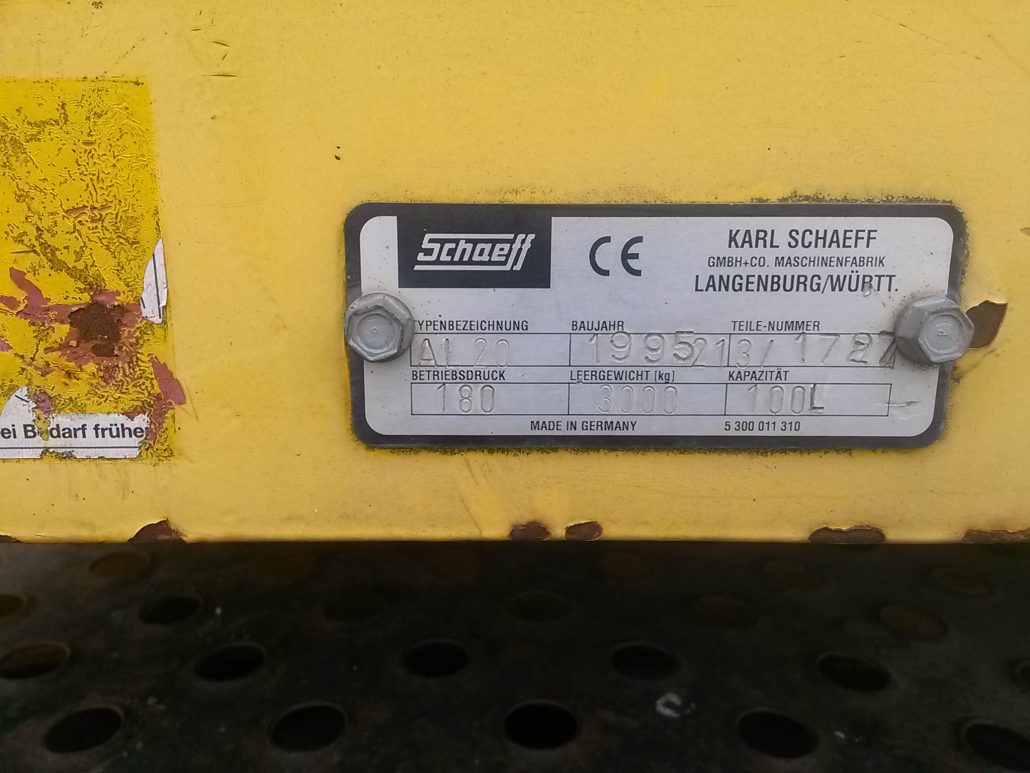 Schaeff
CE
KARL SCHAEFF
GMBH+CO. MASCHINENFABRIK
LANGENBURG/WÜRTT.
TYPENBEZEICHNUNG BAUJAHR TEILE-NUMMER
AL 20 1995 213/ 1727
BETRIEBSDRUCK LEERGEWICHT [kg] KAPAZITÄT
180 3000 100L
MADE IN GERMANY 5 300 011 310
ei Bedarf frühe